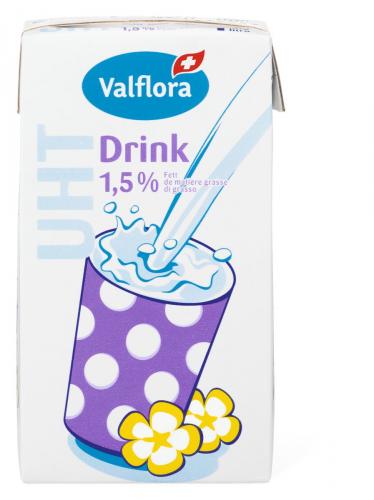 Valflora
UHT
Drink
1,5%
Fett
de matière grasse
di grasso